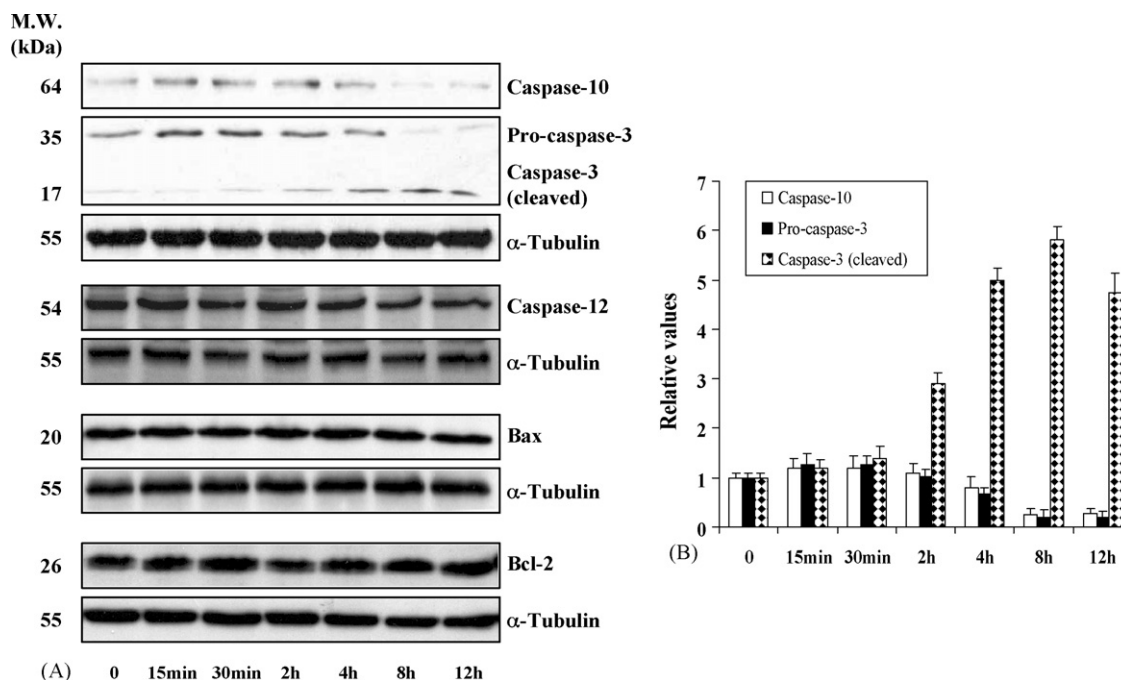 M.W.
(kDa)
64 Caspase-10
35 Pro-caspase-3
Caspase-3
17 (cleaved)
55 α-Tubulin
54 Caspase-12
55 α-Tubulin
20 Bax
55 α-Tubulin
26 Bcl-2
55 α-Tubulin
(A) 0 15min 30min 2h 4h 8h 12h
Relative values
7
6
5
4
3
2
1
0
Caspase-10
Pro-caspase-3
Caspase-3 (cleaved)
(B) 0 15min 30min 2h 4h 8h 12h